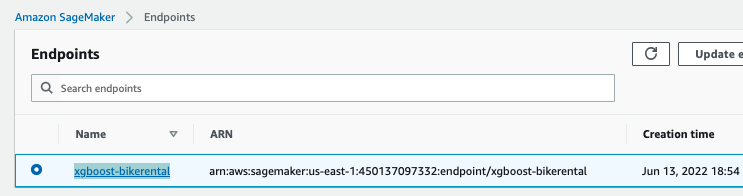 Amazon SageMaker > Endpoints
Endpoints
Update e
Search endpoints
Name ARN Creation time
xgboost-bikerental arn:aws:sagemaker:us-east-1:450137097332:endpoint/xgboost-bikerental Jun 13, 2022 18:54